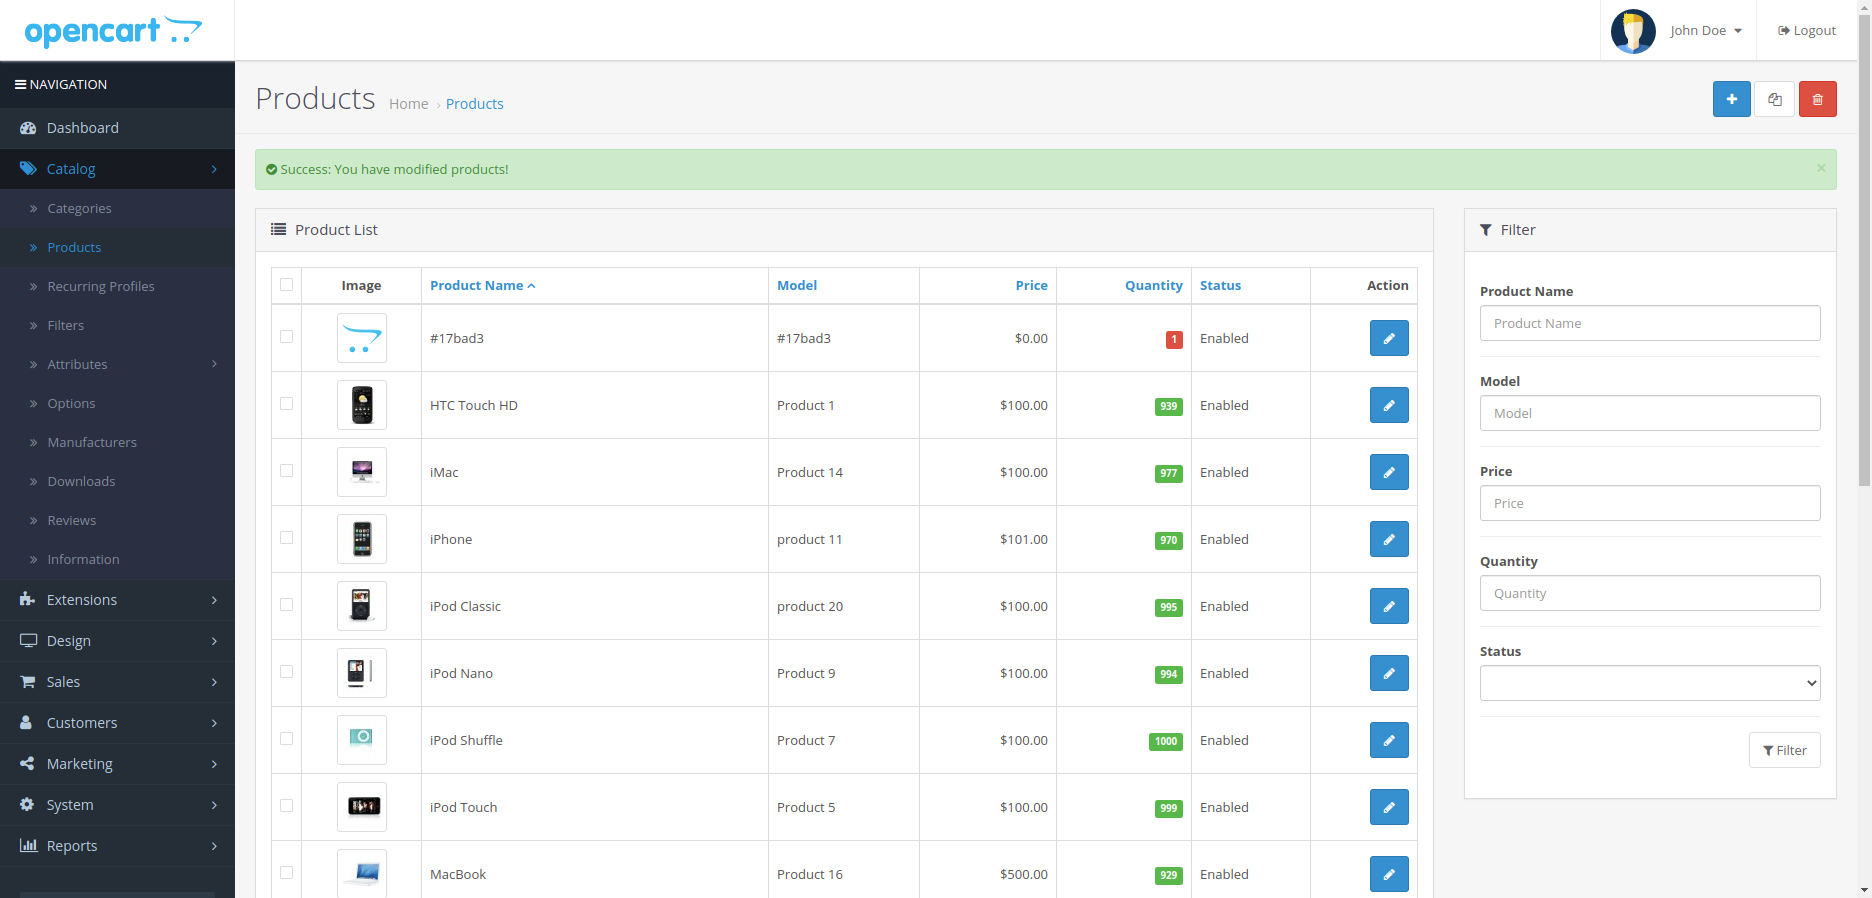 opencart
John Doe
Logout
NAVIGATION
Dashboard
Catalog
Categories
Products
Recurring Profiles
Filters
Attributes
Options
Manufacturers
Downloads
Reviews
Information
Extensions
Design
Sales
Customers
Marketing
System
Reports
Products Home › Products
Success: You have modified products!
×
Product List
Image Product Name Model Price Quantity Status Action
#17bad3 #17bad3 $0.00 1 Enabled
HTC Touch HD Product 1 $100.00 939 Enabled
iMac Product 14 $100.00 977 Enabled
iPhone product 11 $101.00 970 Enabled
iPod Classic product 20 $100.00 995 Enabled
iPod Nano Product 9 $100.00 994 Enabled
iPod Shuffle Product 7 $100.00 1000 Enabled
iPod Touch Product 5 $100.00 999 Enabled
MacBook Product 16 $500.00 929 Enabled
Filter
Product Name
Product Name
Model
Model
Price
Price
Quantity
Quantity
Status
Filter